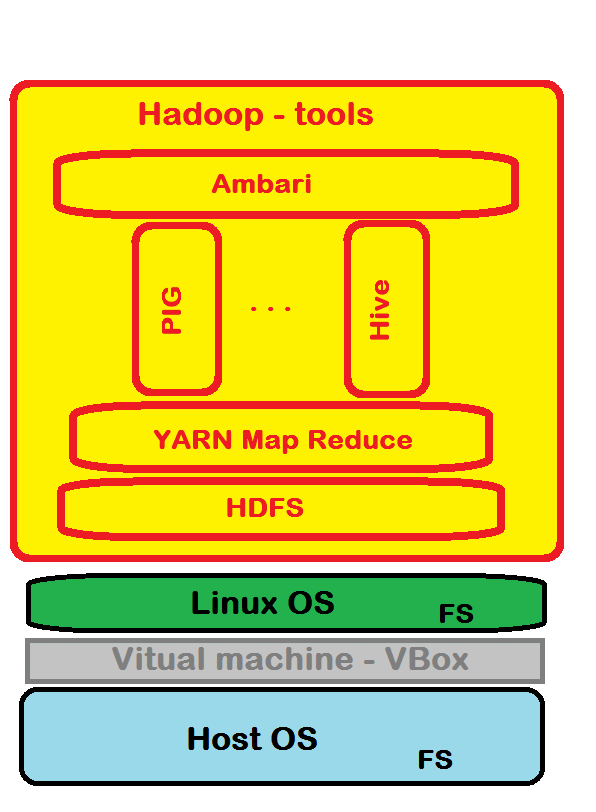 Hadoop - tools
Ambari
PIG
. . .
Hive
YARN Map Reduce
HDFS
Linux OS
FS
Vitual machine - VBox
Host OS
FS